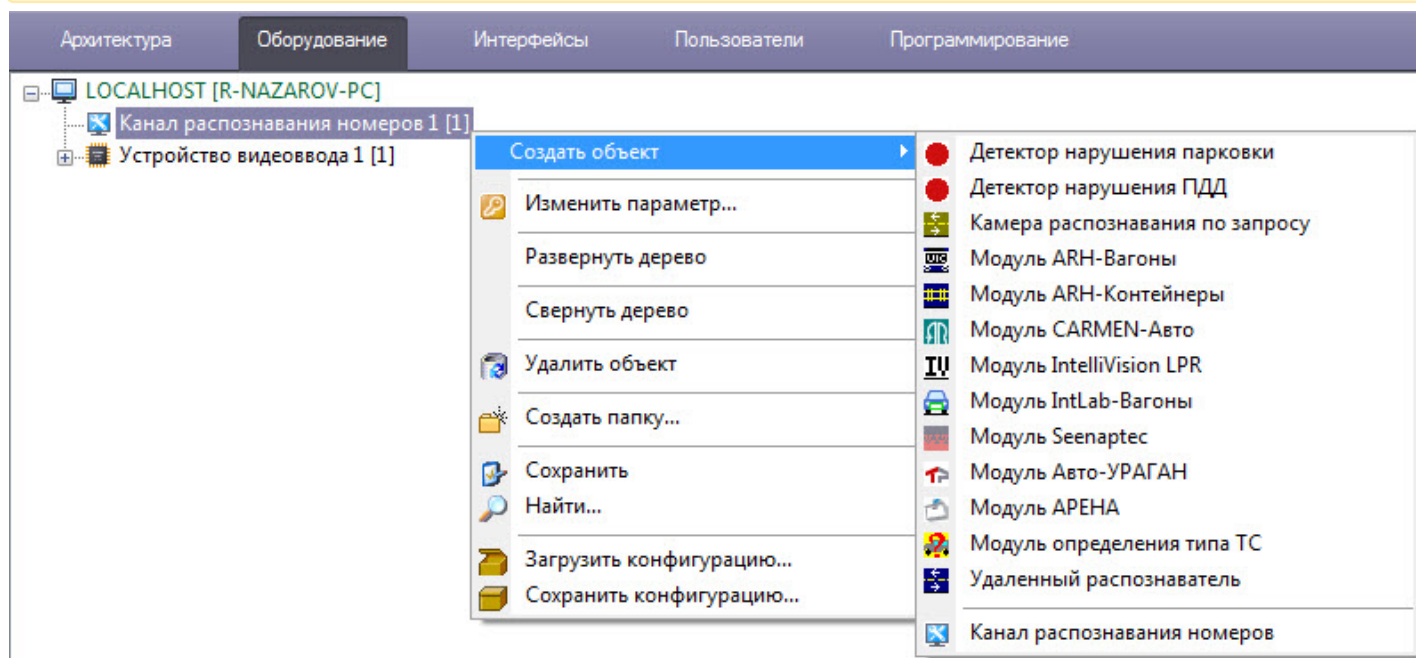 Архитектура Оборудование Интерфейсы Пользователи Программирование
LOCALHOST [R-NAZAROV-PC]
Канал распознавания номеров 1 [1]
Устройство видеоввода 1 [1]
Создать объект
Изменить параметр...
Развернуть дерево
Свернуть дерево
Удалить объект
Создать папку...
Сохранить
Найти...
Загрузить конфигурацию...
Сохранить конфигурацию...
Детектор нарушения парковки
Детектор нарушения ПДД
Камера распознавания по запросу
Модуль ARH-Вагоны
Модуль ARH-Контейнеры
Модуль CARMEN-Авто
Модуль IntelliVision LPR
Модуль IntLab-Вагоны
Модуль Seenaptec
Модуль Авто-УРАГАН
Модуль АРЕНА
Модуль определения типа ТС
Удаленный распознаватель
Канал распознавания номеров